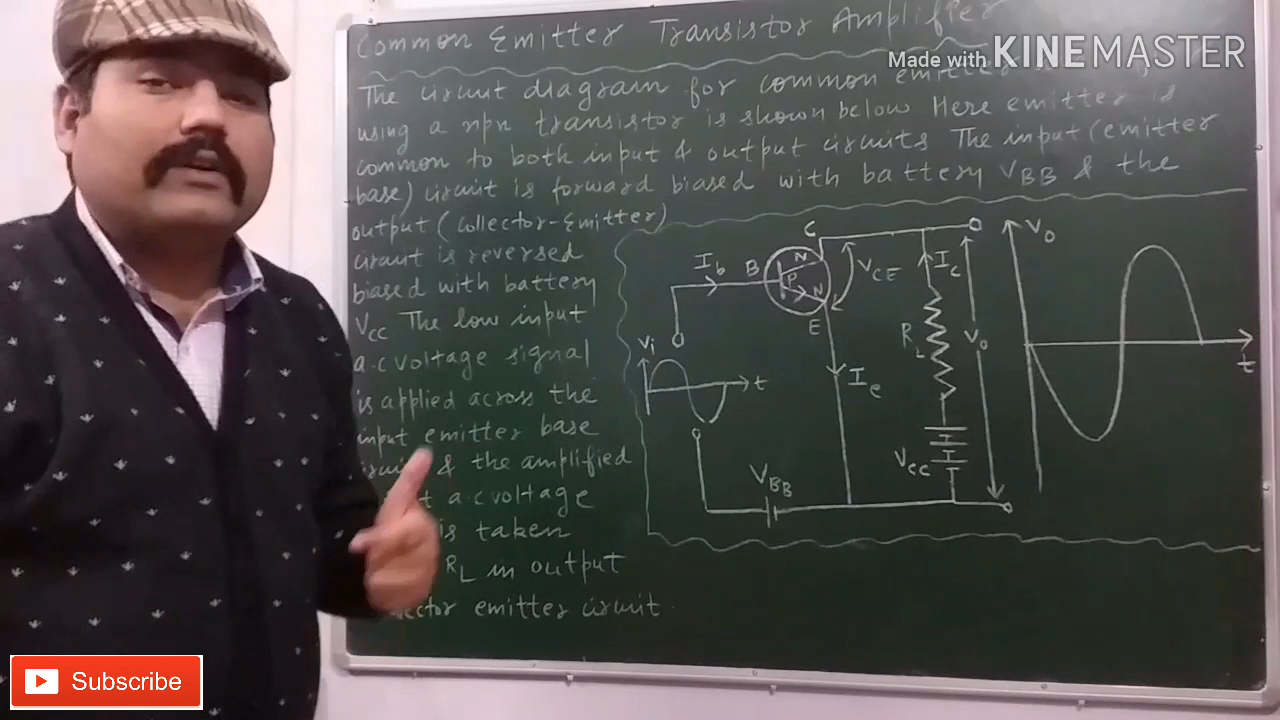 Common Emitter Transistor Amplifier
Made with KINEMASTER
The circuit diagram for common emitter
using a npn transistor is shown below Here emitter is
common to both input & output circuits The input (emitter
base) circuit is forward biased with battery VBB & the
output (collector-Emitter)
circuit is reversed
biased with battery
VCC The low input
a.c voltage signal
is applied across the
input emitter base
& the amplified
a.c voltage
is taken
RL in output
emitter circuit.
C
Ib B N P N VCE Ic
E
Vi
t
Ie
RL
V0
VCC
VBB
V0
t
Subscribe